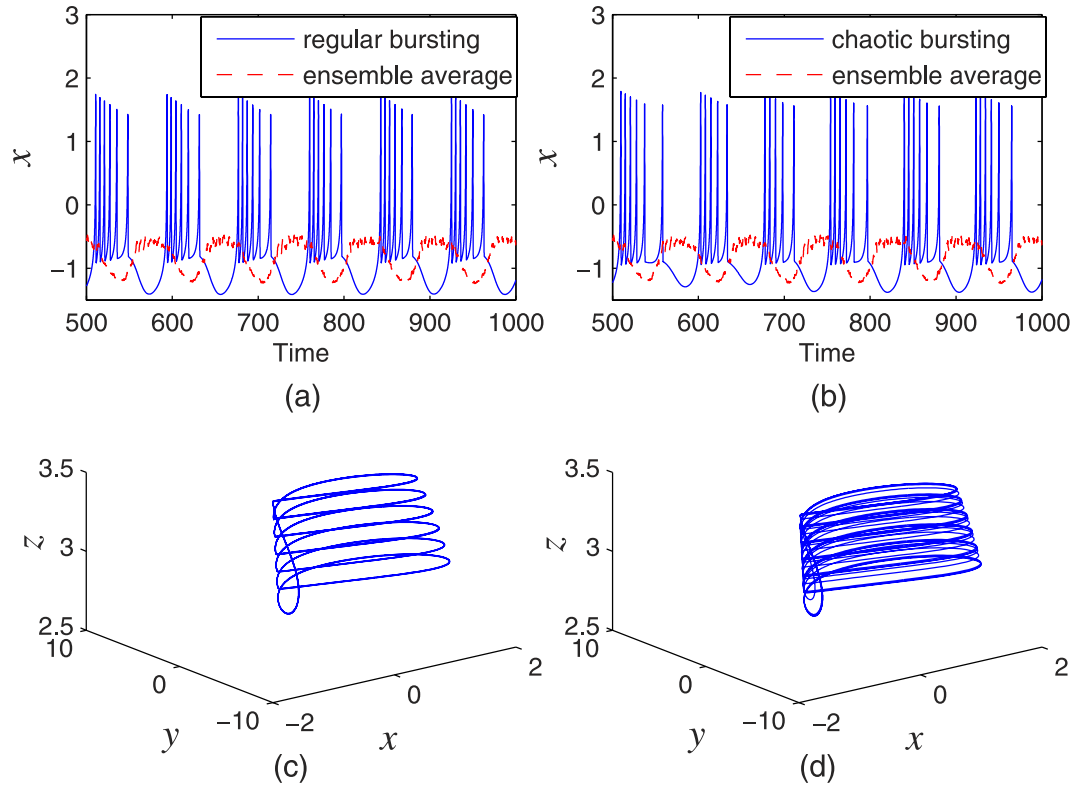 3
2
1
0
−1
x
500
600
700
800
900
1000
Time
regular bursting
ensemble average
(a)
3
2
1
0
−1
x
500
600
700
800
900
1000
Time
chaotic bursting
ensemble average
(b)
3.5
3
2.5
z
10
0
−10
y
−2
0
2
x
(c)
3.5
3
2.5
z
10
0
−10
y
−2
0
2
x
(d)